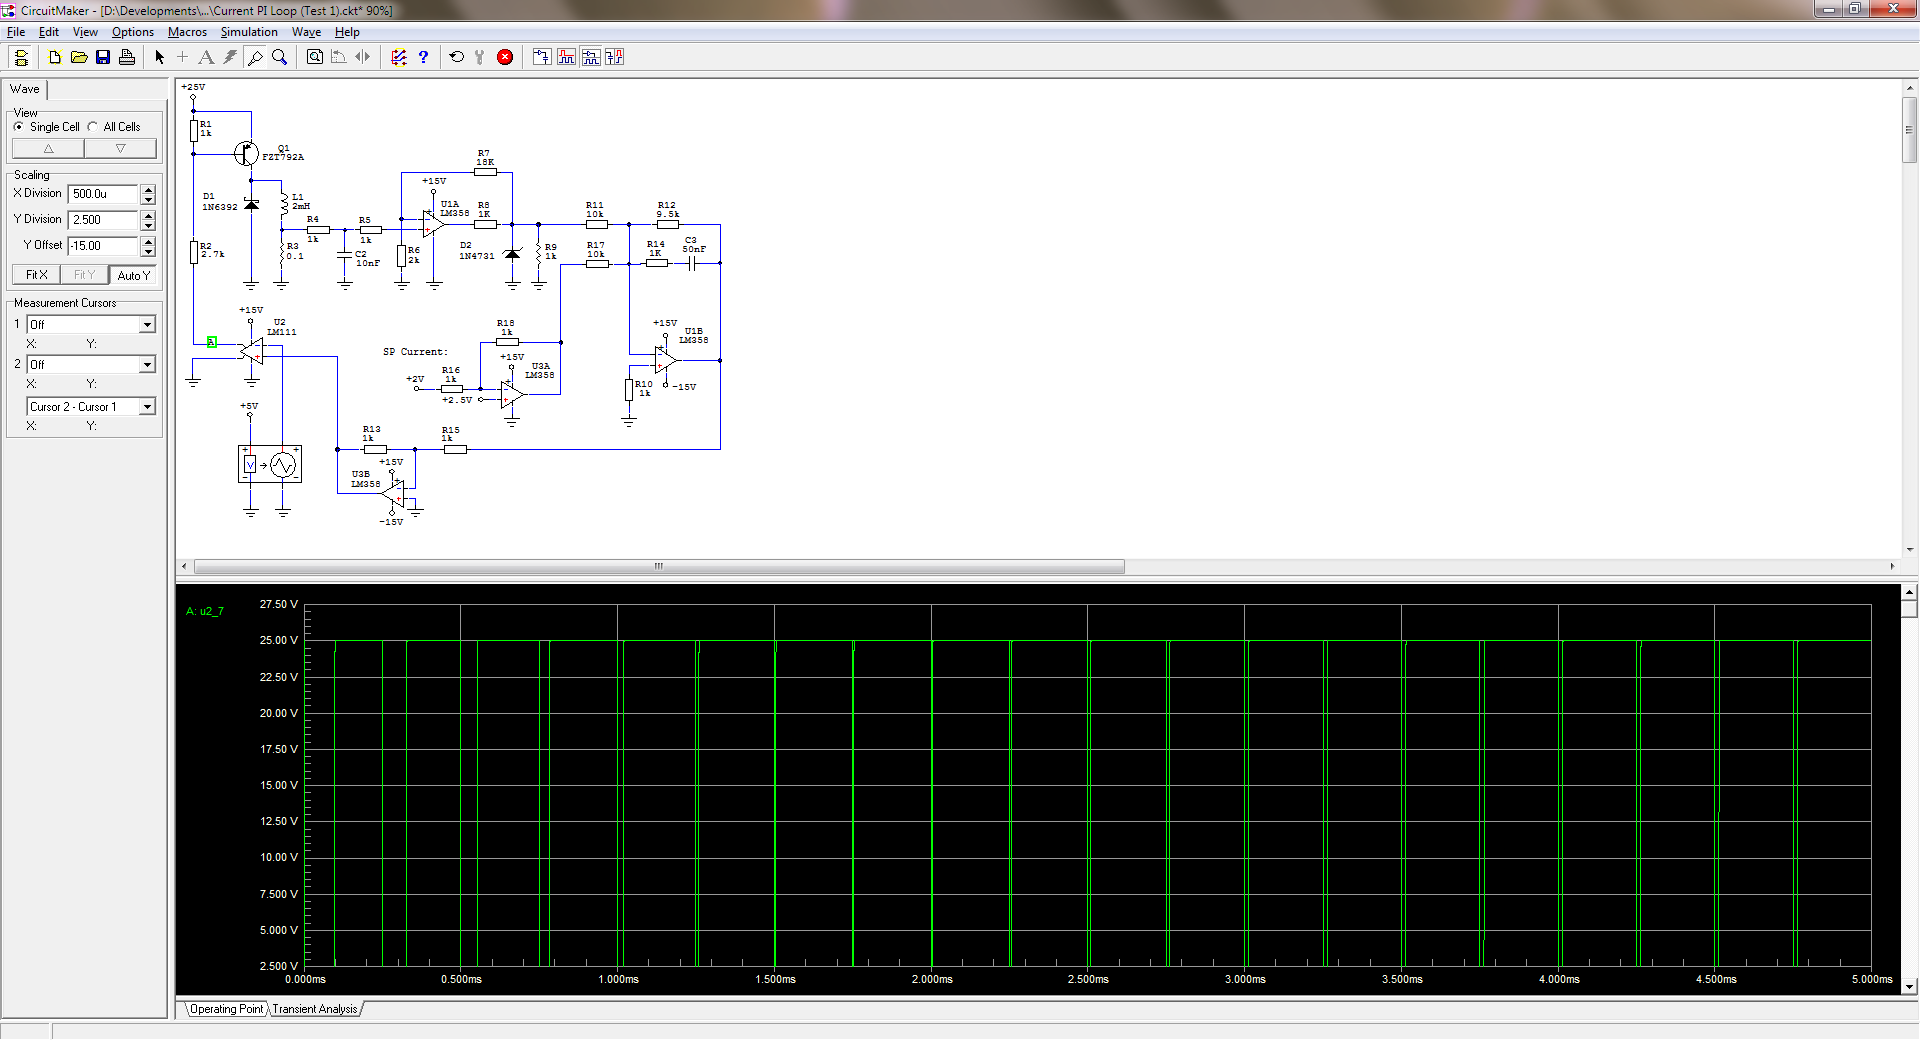 CircuitMaker - [D:\Developments\...\Current PI Loop (Test 1).ckt* 90%]
File Edit View Options Macros Simulation Wave Help
Wave
View
Single Cell All Cells
Scaling
X Division 500.0u
Y Division 2.500
Y Offset -15.00
Fit X Fit Y Auto Y
Measurement Cursors
1 Off
X: Y:
2 Off
X: Y:
Cursor 2 - Cursor 1
X: Y:
+25V
R1
1k
Q1
FZT792A
D1
1N6392
L1
2mH
R4
1k
R5
1k
R3
0.1
C2
10nF
R2
2.7k
R7
18K
+15V
U1A
LM358
R8
1K
R6
2k
D2
1N4731
R9
1k
R11
10k
R12
9.5k
R17
10k
R14
1K
C3
50nF
+15V
U2
LM111
A
SP Current:
R18
1k
+15V
U3A
LM358
R16
1k
+2V
+2.5V
+15V
U1B
LM358
-15V
R10
1k
+5V
V
R13
1k
R15
1k
+15V
U3B
LM358
-15V
A: u2_7
27.50 V
25.00 V
22.50 V
20.00 V
17.50 V
15.00 V
12.50 V
10.00 V
7.500 V
5.000 V
2.500 V
0.000ms 0.500ms 1.000ms 1.500ms 2.000ms 2.500ms 3.000ms 3.500ms 4.000ms 4.500ms 5.000ms
Operating Point Transient Analysis